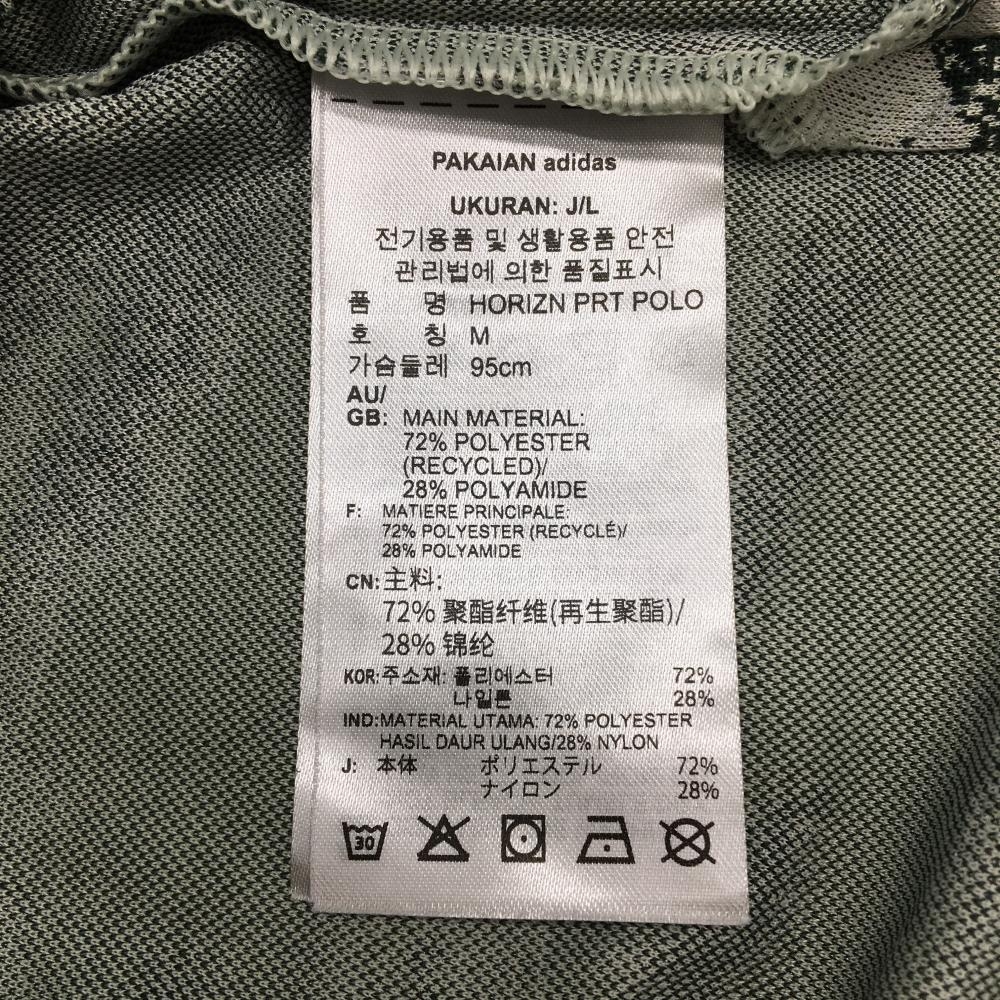 PAKAIAN adidas
UKURAN: J/L
전기용품 및 생활용품 안전
관리법에 의한 품질표시
품 명 HORIZN PRT POLO
호 칭 M
가슴둘레 95cm
AU/
GB: MAIN MATERIAL:
72% POLYESTER
(RECYCLED)/
28% POLYAMIDE
F: MATIERE PRINCIPALE:
72% POLYESTER (RECYCLÉ)/
28% POLYAMIDE
CN:主料:
72% 聚酯纤维(再生聚酯)/
28% 锦纶
KOR:주소재: 폴리에스터 72%
나일론 28%
IND:MATERIAL UTAMA: 72% POLYESTER
HASIL DAUR ULANG/28% NYLON
J: 本体 ポリエステル 72%
ナイロン 28%
30